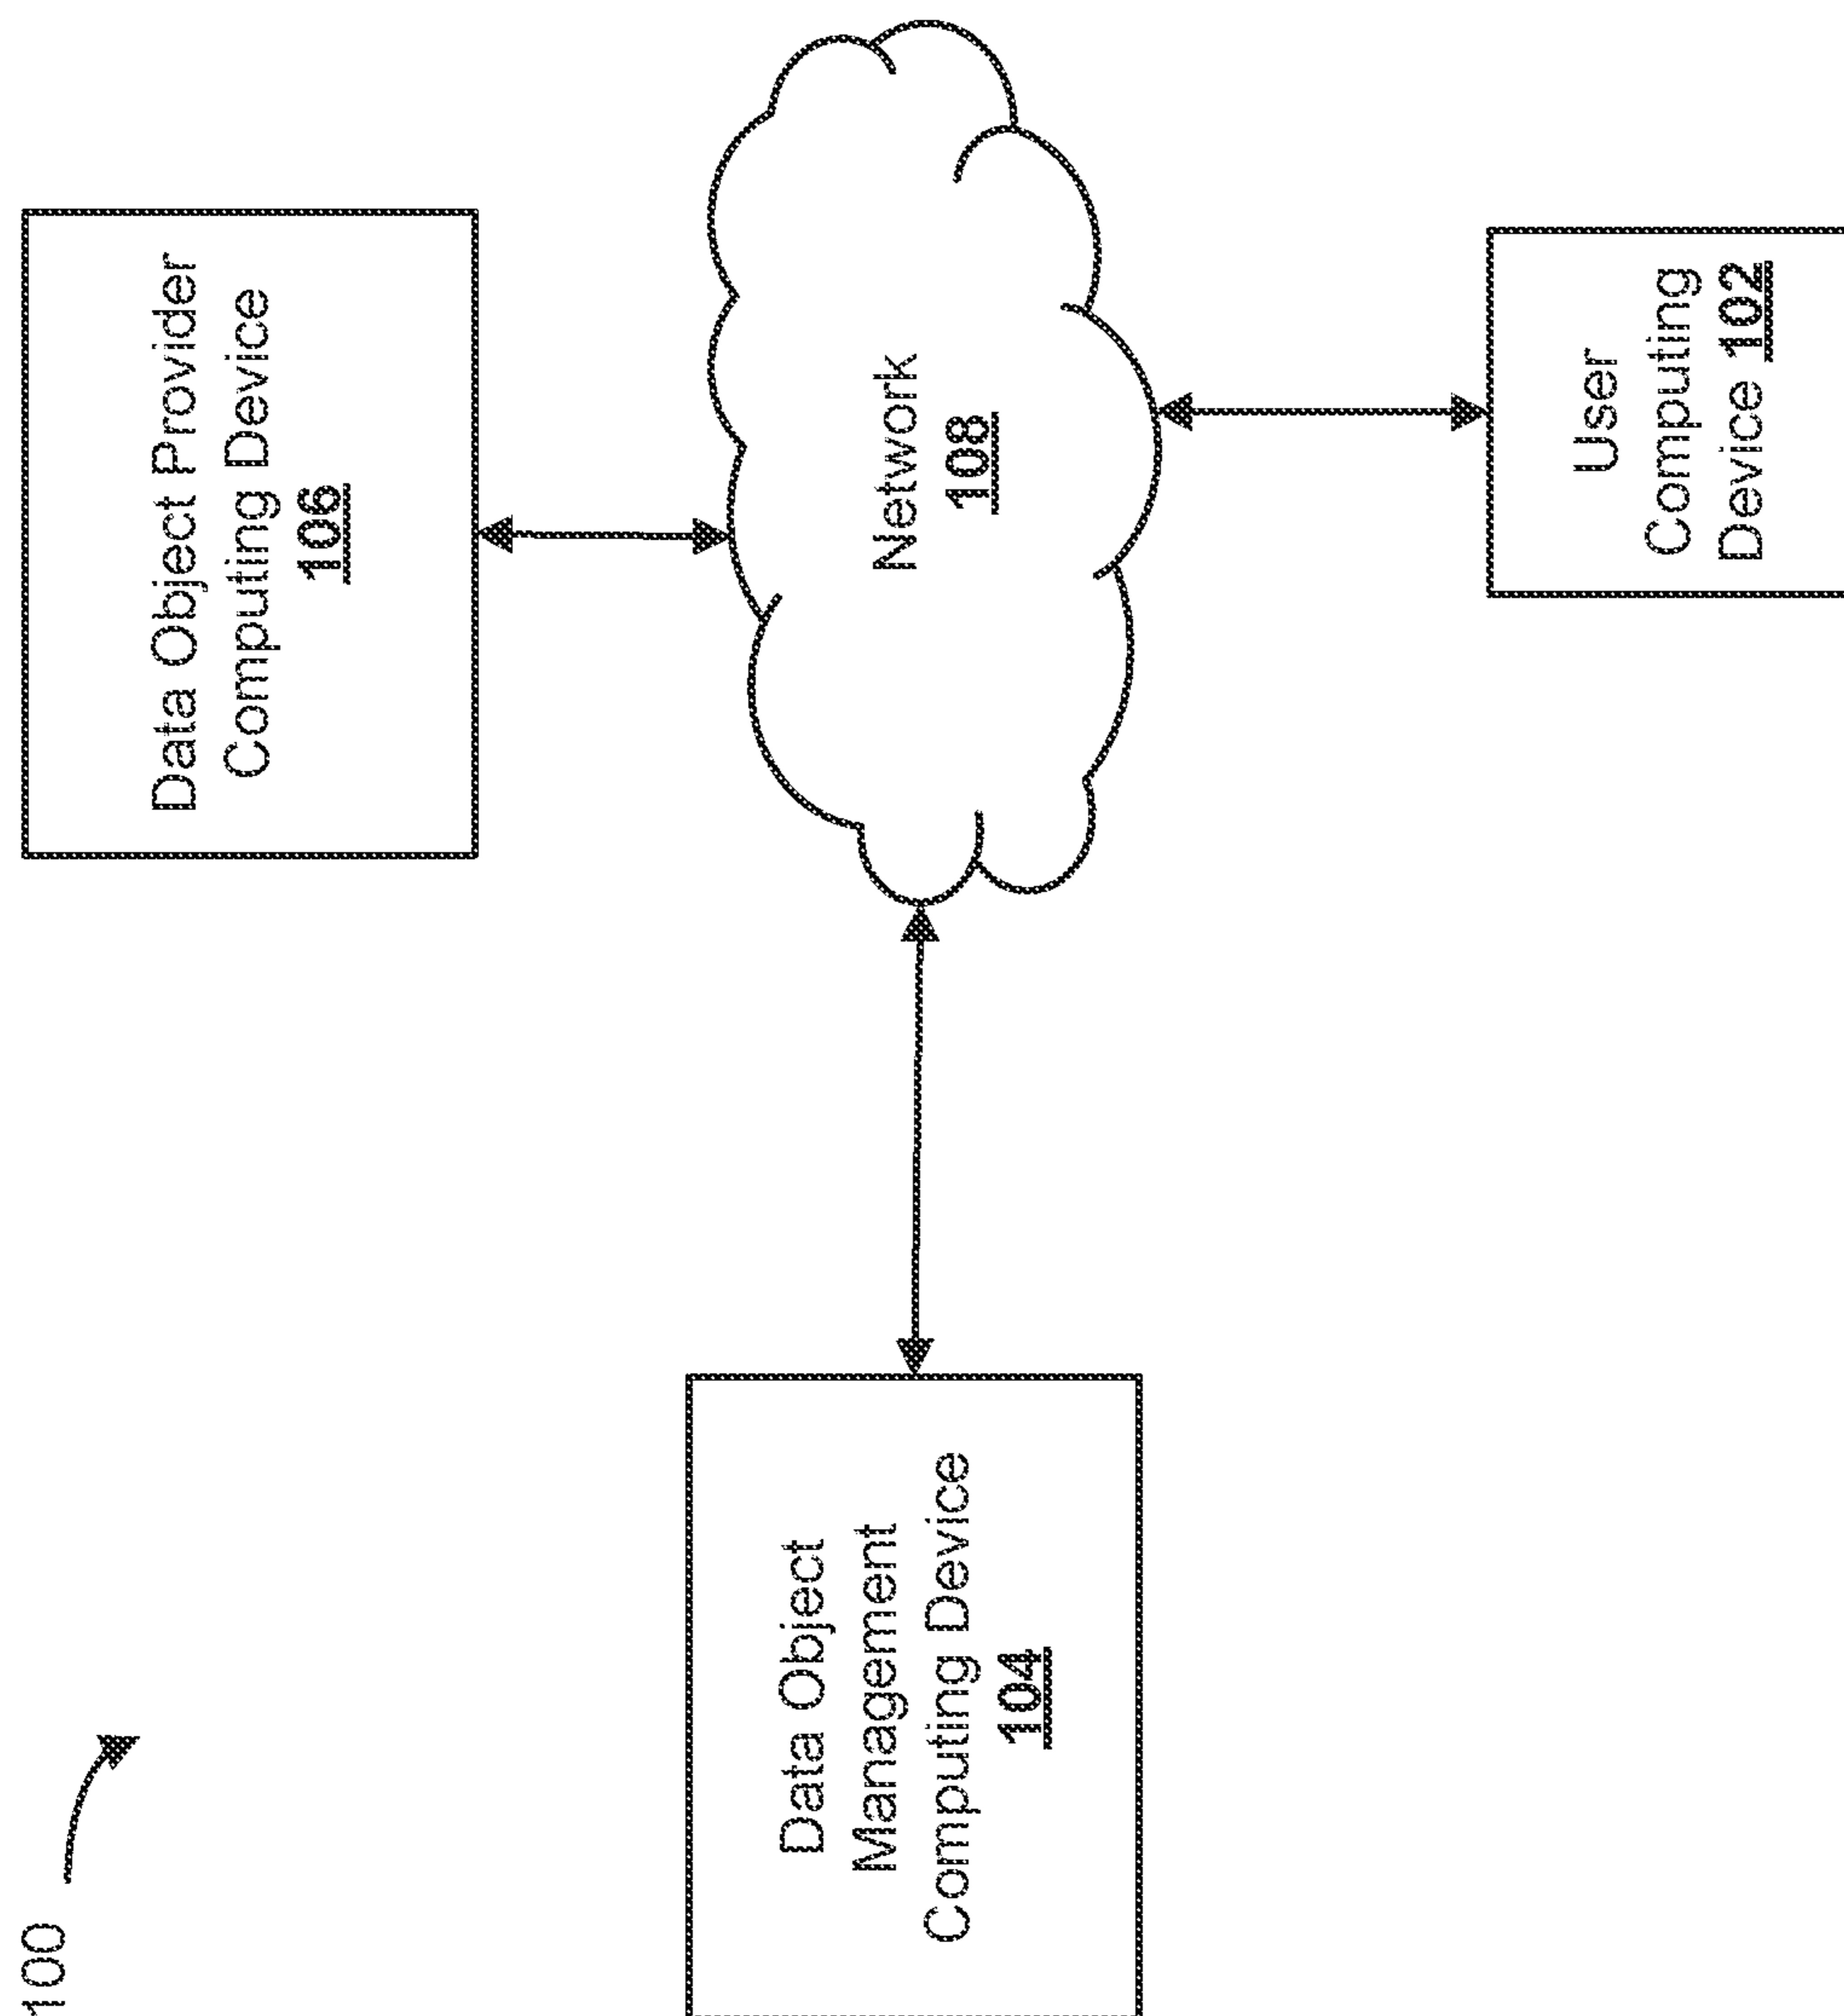 100
Data Object Provider
Computing Device
106
Data Object
Management
Computing Device
104
Network
108
User
Computing
Device 102